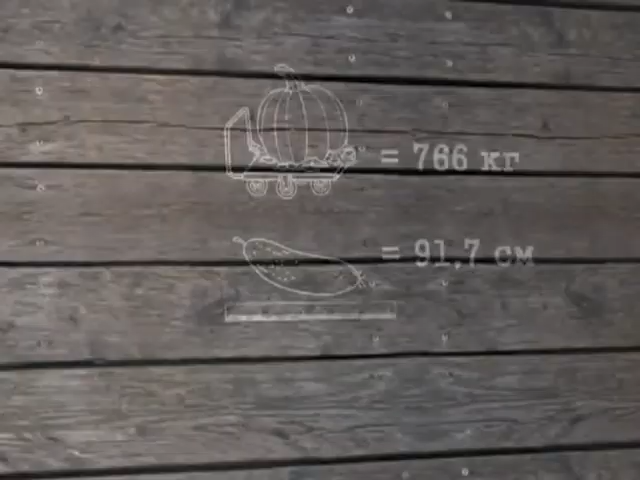 = 766 кг
= 91,7 см